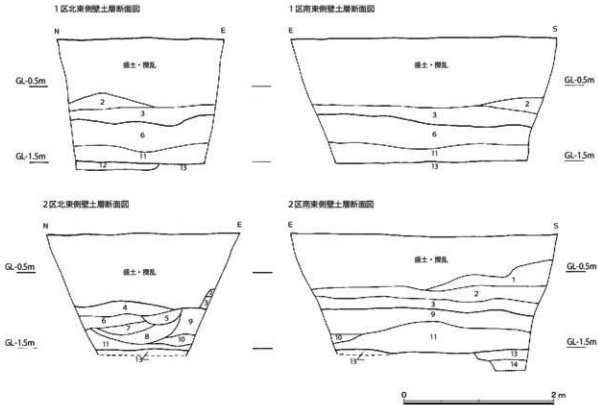 1区北東側壁土層断面図
N
E
盛土・攪乱
GL-0.5m
2
3
6
11
GL-1.5m
12
13
1区南東側壁土層断面図
E
S
盛土・攪乱
GL-0.5m
2
3
6
11
GL-1.5m
13
2区北東側壁土層断面図
N
E
盛土・攪乱
GL-0.5m
2
3
4
5
6
7
9
8
10
11
GL-1.5m
13
2区南東側壁土層断面図
E
S
盛土・攪乱
GL-0.5m
1
2
3
9
10
11
GL-1.5m
13
13
14
0
2 m